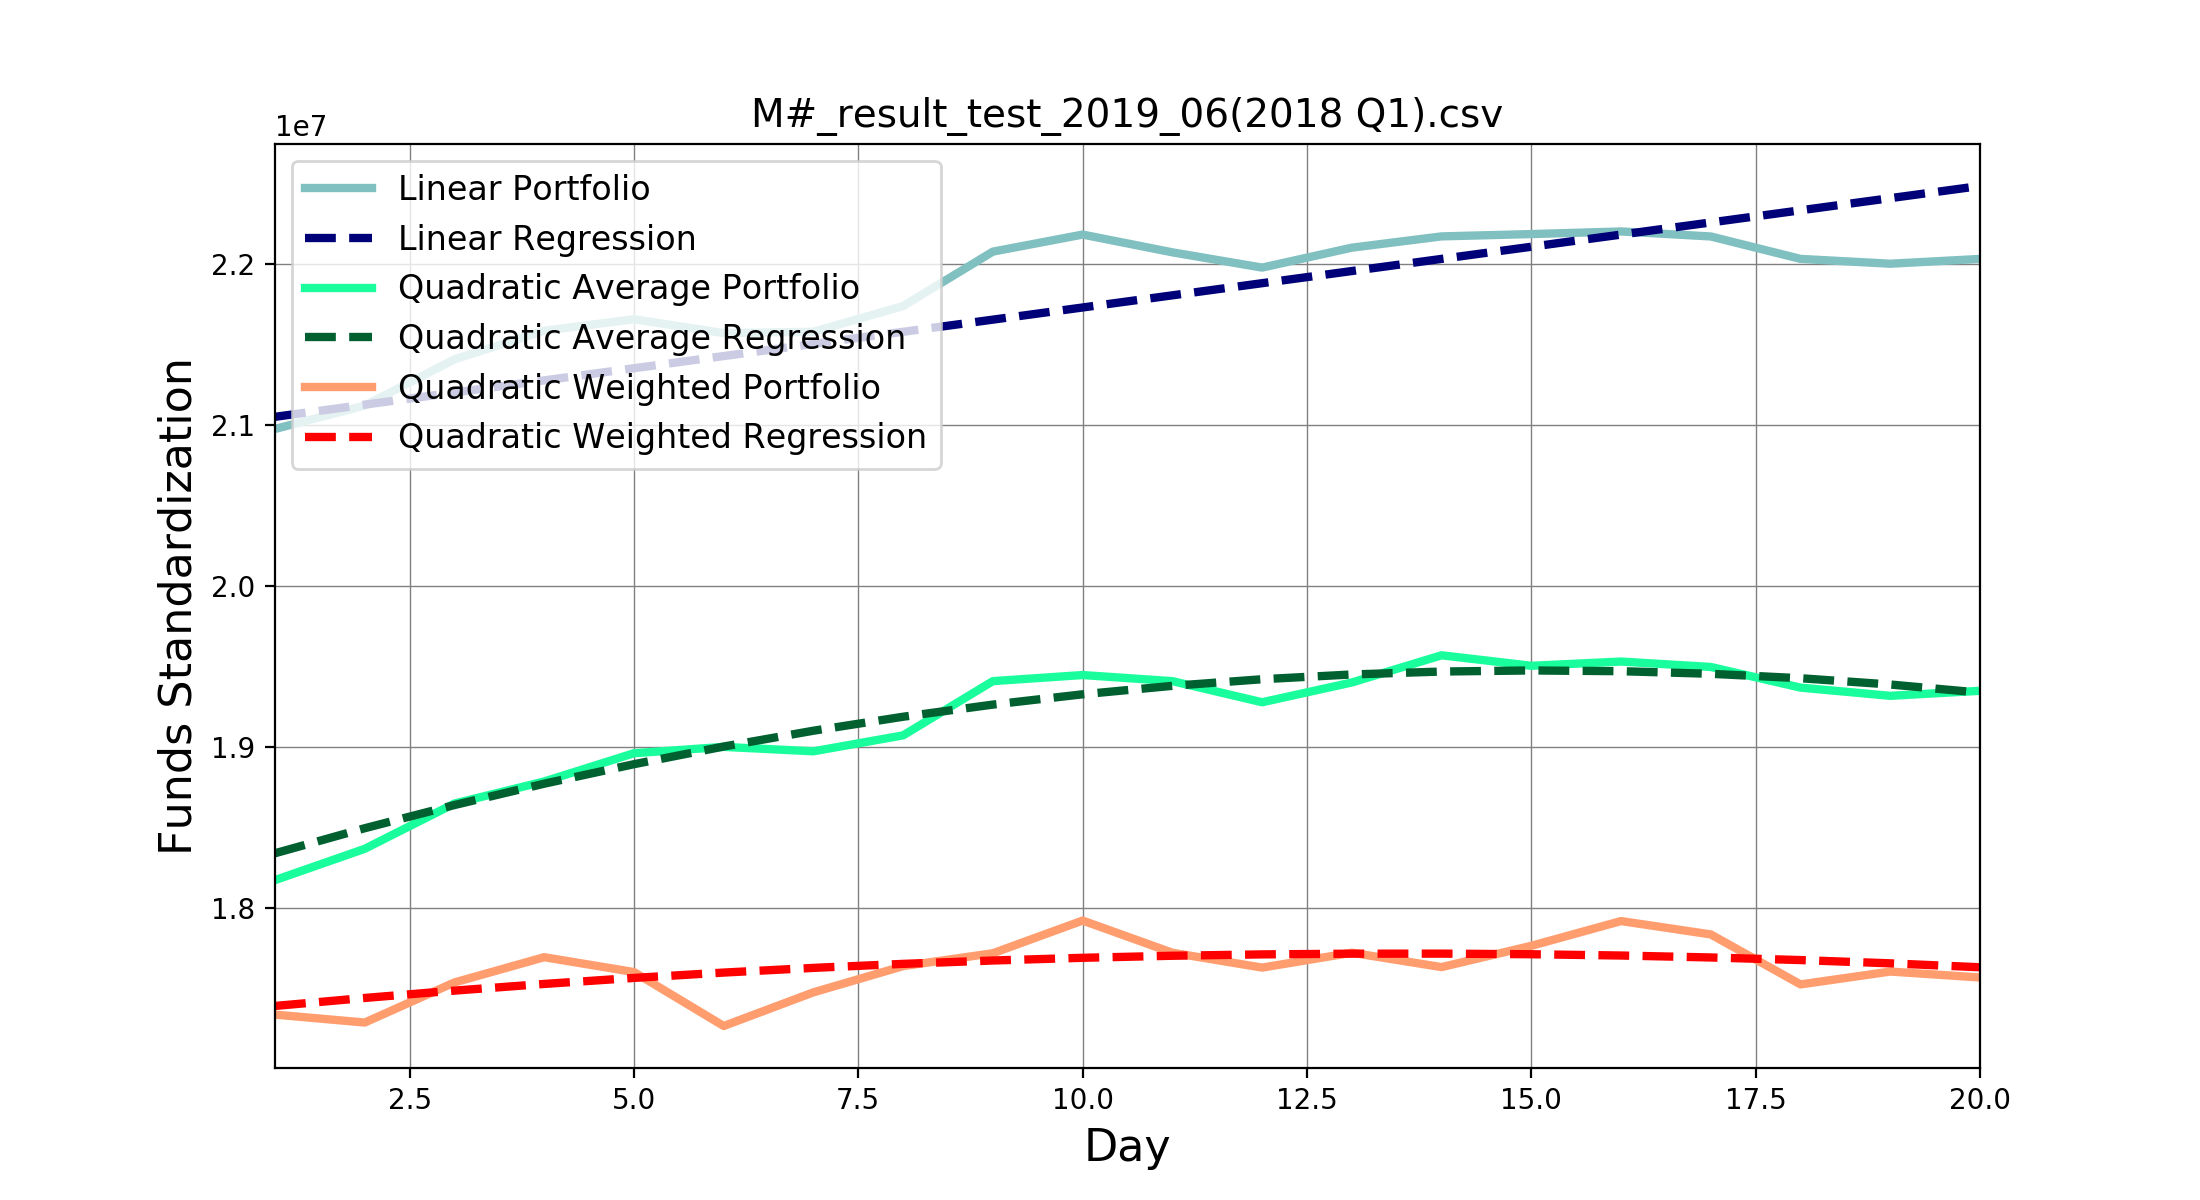 M#_result_test_2019_06(2018 Q1).csv
1e7
Linear Portfolio
Linear Regression
Quadratic Average Portfolio
Quadratic Average Regression
Quadratic Weighted Portfolio
Quadratic Weighted Regression
2.2
2.1
2.0
1.9
1.8
Funds Standardization
2.5 5.0 7.5 10.0 12.5 15.0 17.5 20.0
Day